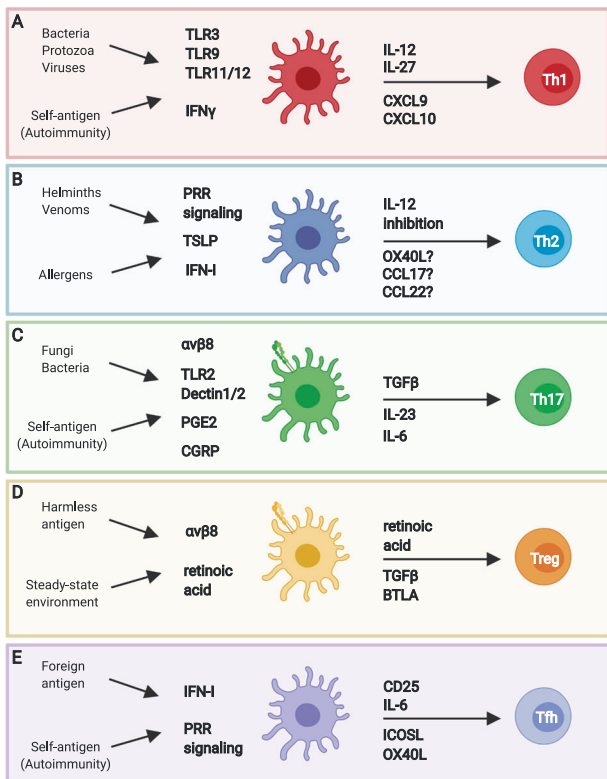 A
Bacteria
Protozoa
Viruses
Self-antigen
(Autoimmunity)
TLR3
TLR9
TLR11/12
IFNγ
IL-12
IL-27
CXCL9
CXCL10
Th1
B
Helminths
Venoms
Allergens
PRR
signaling
TSLP
IFN-I
IL-12
inhibition
OX40L?
CCL17?
CCL22?
Th2
C
Fungi
Bacteria
Self-antigen
(Autoimmunity)
αvβ8
TLR2
Dectin1/2
PGE2
CGRP
TGFβ
IL-23
IL-6
Th17
D
Harmless
antigen
Steady-state
environment
αvβ8
retinoic
acid
retinoic
acid
TGFβ
BTLA
Treg
E
Foreign
antigen
Self-antigen
(Autoimmunity)
IFN-I
PRR
signaling
CD25
IL-6
ICOSL
OX40L
Tfh